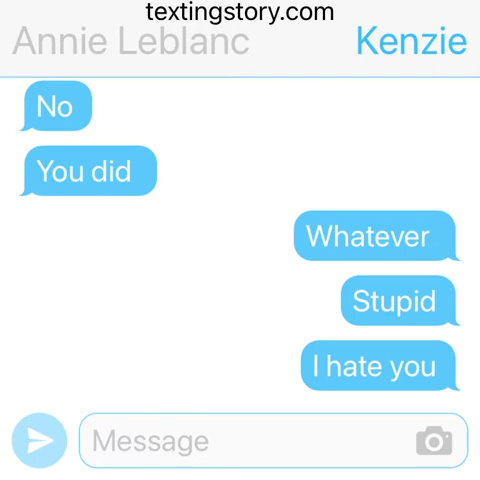 textingstory.com
Annie Leblanc Kenzie
No
You did
Whatever
Stupid
I hate you
Message